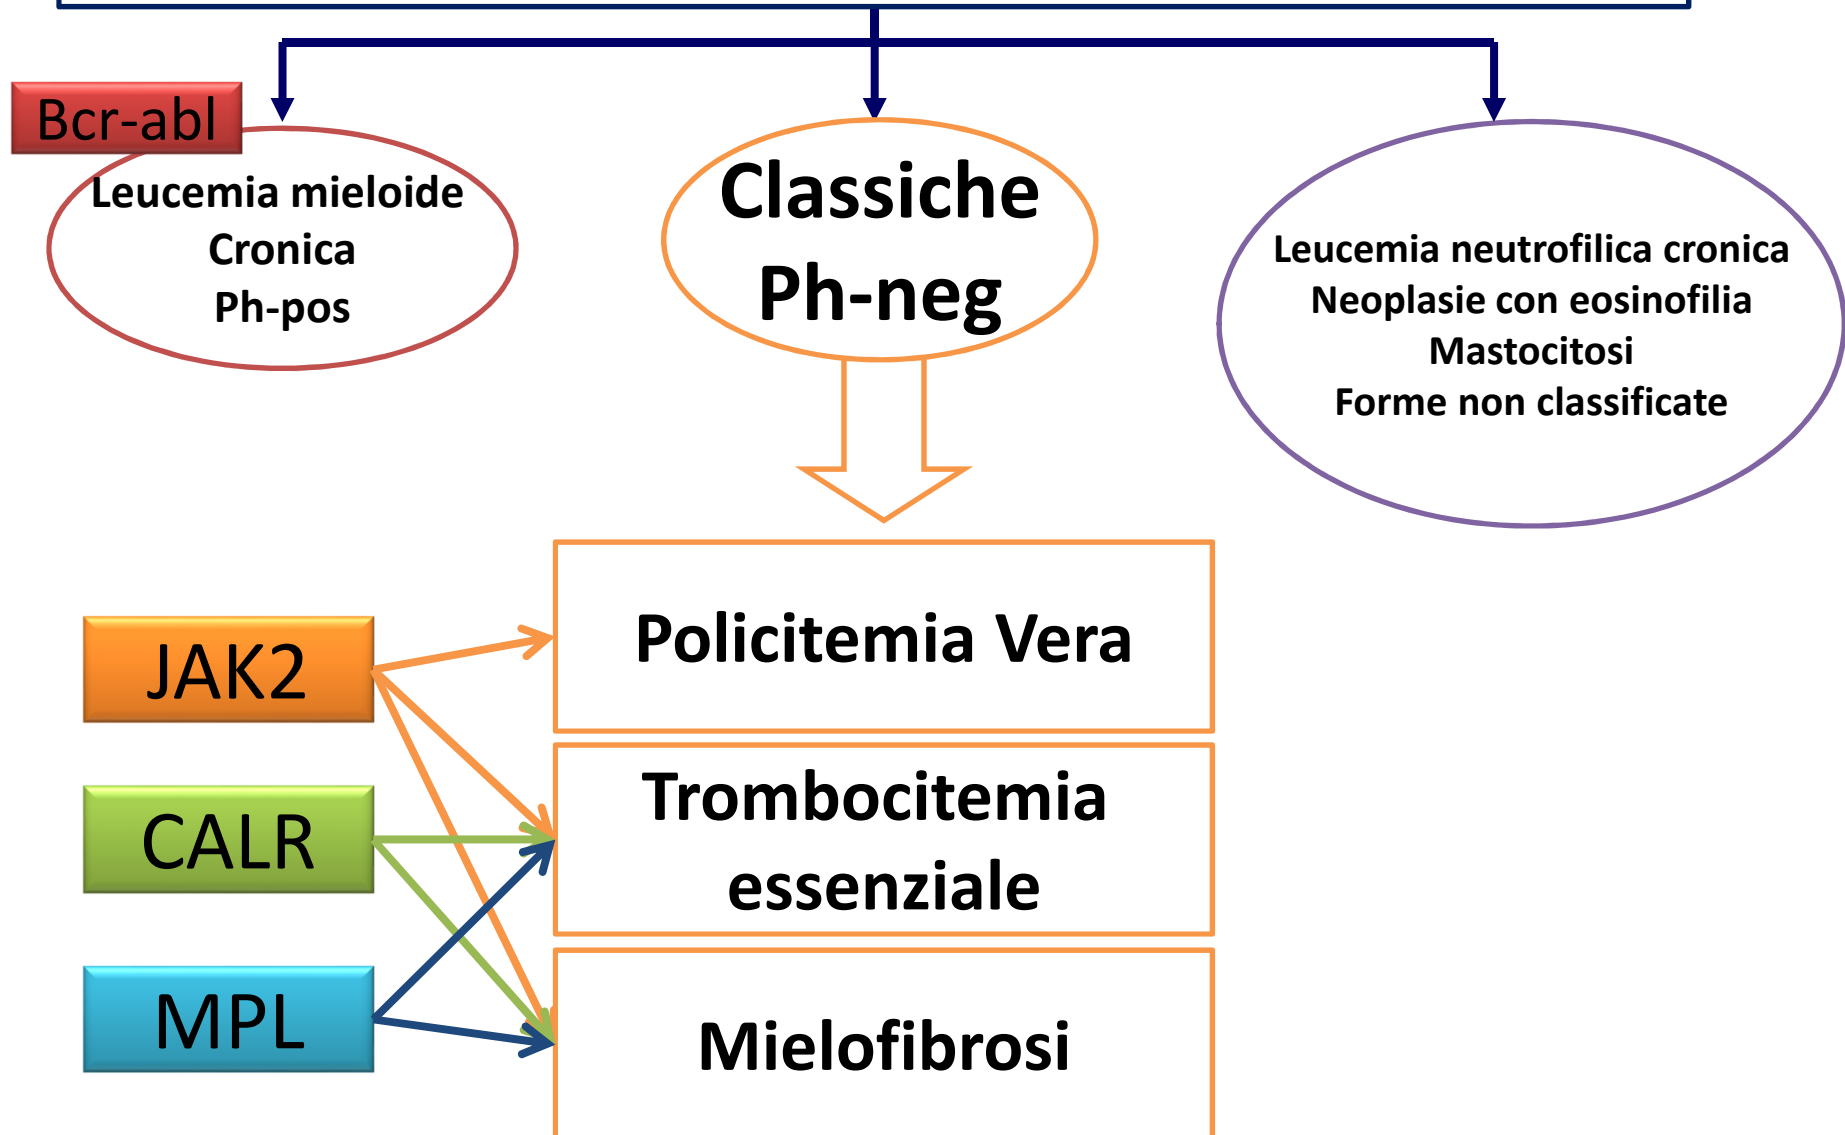 Bcr-abl
Leucemia mieloide
Cronica
Ph-pos
Classiche
Ph-neg
Leucemia neutrofilica cronica
Neoplasie con eosinofilia
Mastocitosi
Forme non classificate
JAK2
CALR
MPL
Policitemia Vera
Trombocitemia
essenziale
Mielofibrosi